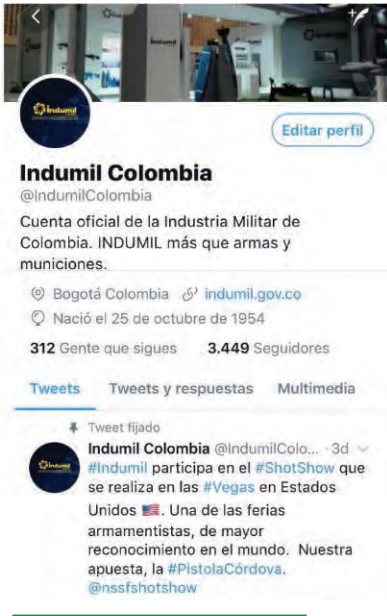 Indumil
Indumil
Editar perfil
Indumil Colombia
@IndumilColombia
Cuenta oficial de la Industria Militar de
Colombia. INDUMIL más que armas y
municiones.
Bogotá Colombia indumil.gov.co
Nació el 25 de octubre de 1954
312 Gente que sigues 3.449 Seguidores
Tweets Tweets y respuestas Multimedia
Tweet fijado
Indumil Colombia @IndumilColo... · 3d
Indumil
#Indumil participa en el #ShotShow que
se realiza en las #Vegas en Estados
Unidos 🇺🇸. Una de las ferias
armamentistas, de mayor
reconocimiento en el mundo. Nuestra
apuesta, la #PistolaCórdova.
@nssfshotshow